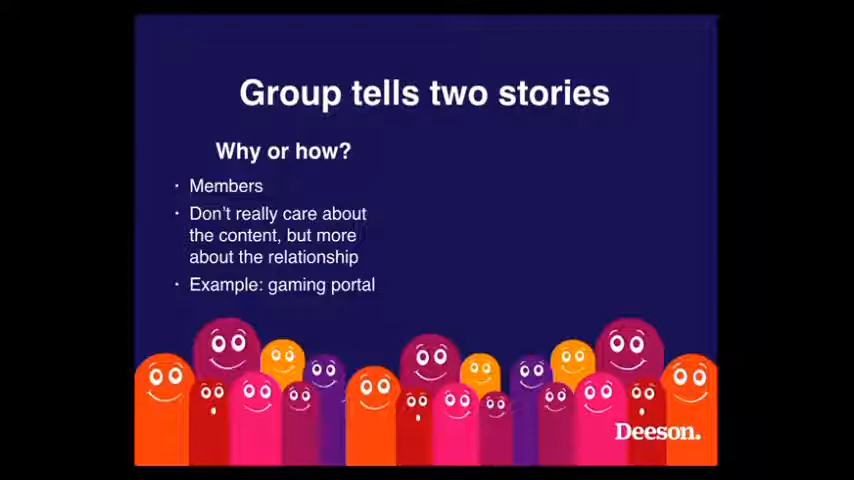 Group tells two stories
Why or how?
· Members
· Don't really care about
the content, but more
about the relationship
· Example: gaming portal
Deeson.